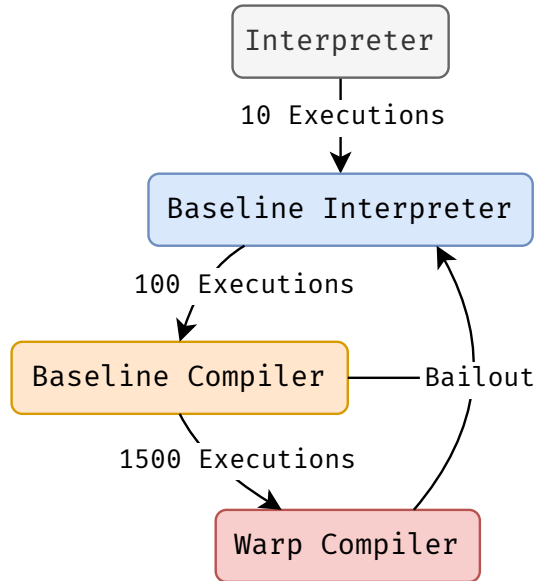 Interpreter
10 Executions
Baseline Interpreter
100 Executions
Baseline Compiler
Bailout
1500 Executions
Warp Compiler